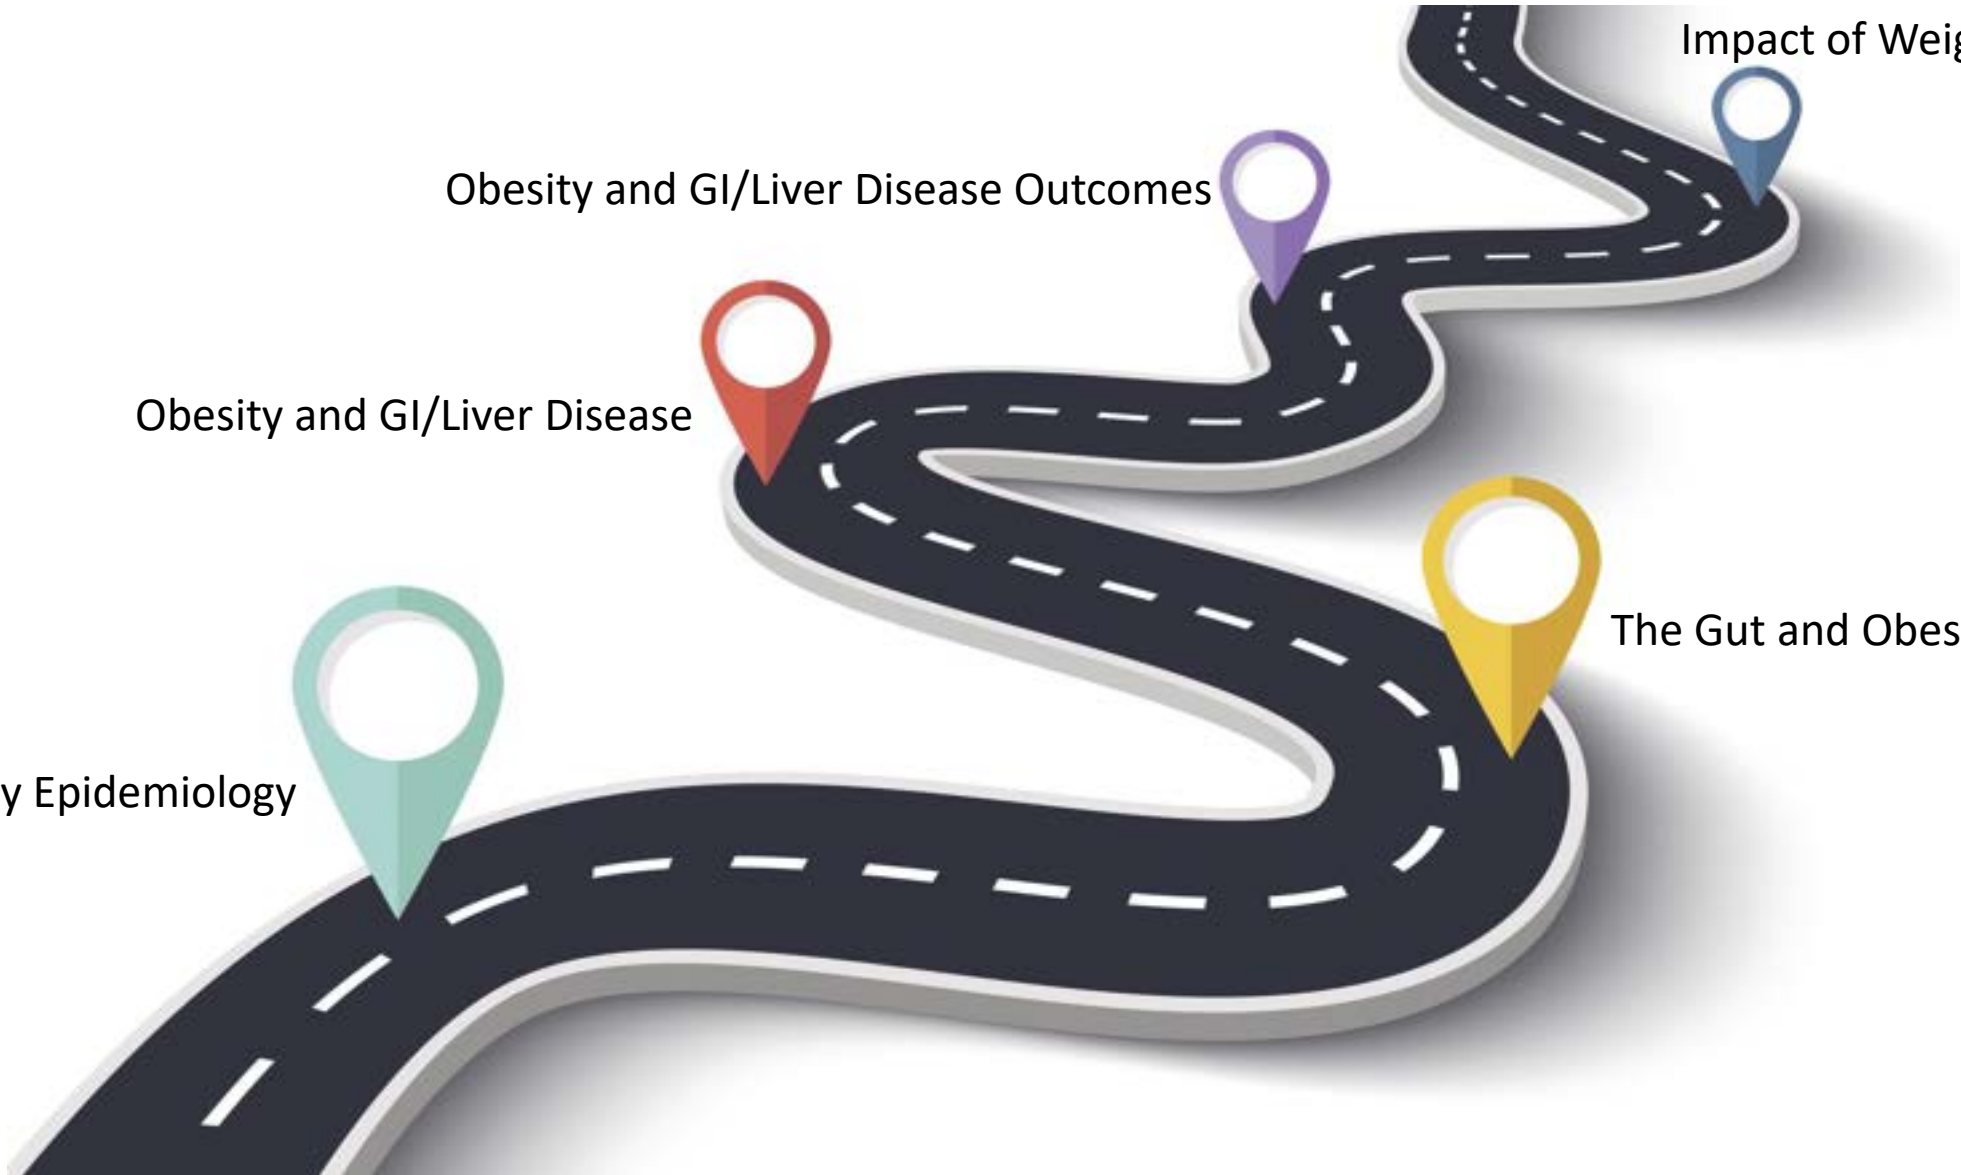 Impact of Weig
Obesity and GI/Liver Disease Outcomes
Obesity and GI/Liver Disease
The Gut and Obes
y Epidemiology